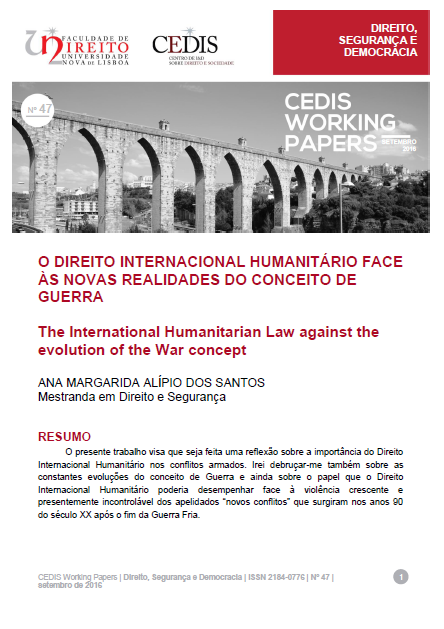 FACULDADE DE
DIREITO
UNIVERSIDADE
NOVA DE LISBOA
CEDIS
CENTRO DE I&D
SOBRE DIREITO E SOCIEDADE
DIREITO,
SEGURANÇA E
DEMOCRACIA
Nº 47
CEDIS
WORKING
PAPERS
SETEMBRO
2016
O DIREITO INTERNACIONAL HUMANITÁRIO FACE
ÀS NOVAS REALIDADES DO CONCEITO DE
GUERRA
The International Humanitarian Law against the
evolution of the War concept
ANA MARGARIDA ALÍPIO DOS SANTOS
Mestranda em Direito e Segurança
RESUMO
O presente trabalho visa que seja feita uma reflexão sobre a importância do Direito
Internacional Humanitário nos conflitos armados. Irei debruçar-me também sobre as
constantes evoluções do conceito de Guerra e ainda sobre o papel que o Direito
Internacional Humanitário poderia desempenhar face à violência crescente e
presentemente incontrolável dos apelidados “novos conflitos” que surgiram nos anos 90
do século XX após o fim da Guerra Fria.
CEDIS Working Papers | Direito, Segurança e Democracia | ISSN 2184-0776 | Nº 47 |
setembro de 2016
1